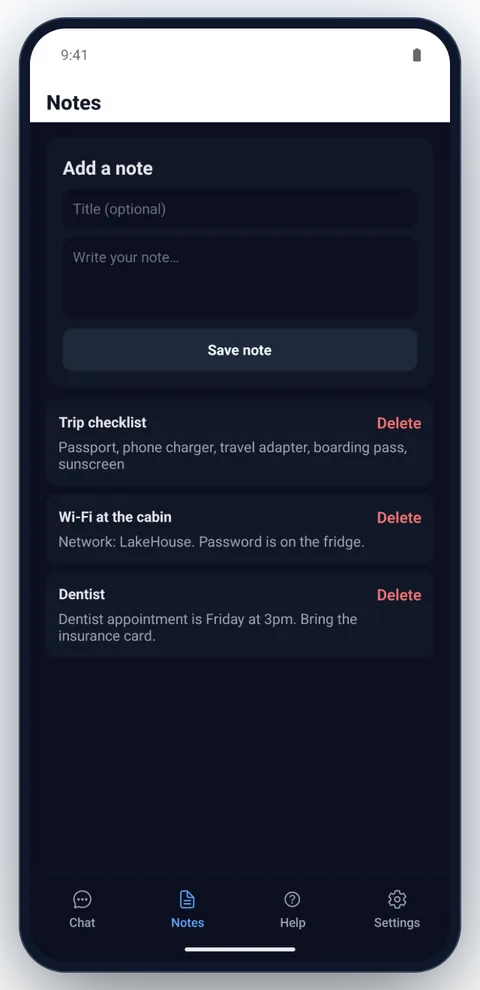 9:41
Notes
Add a note
Title (optional)
Write your note…
Save note
Trip checklist
Delete
Passport, phone charger, travel adapter, boarding pass,
sunscreen
Wi-Fi at the cabin
Delete
Network: LakeHouse. Password is on the fridge.
Dentist
Delete
Dentist appointment is Friday at 3pm. Bring the
insurance card.
Chat
Notes
Help
Settings